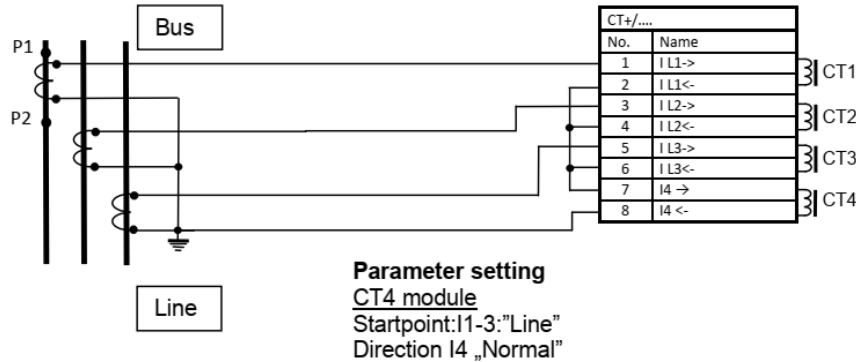 Bus
P1
P2
Line
CT+/....
No. Name
1 I L1->
2 I L1<-
3 I L2->
4 I L2<-
5 I L3->
6 I L3<-
7 I4 →
8 I4 <-
CT1
CT2
CT3
CT4
Parameter setting
CT4 module
Startpoint:I1-3:”Line”
Direction I4 „Normal”